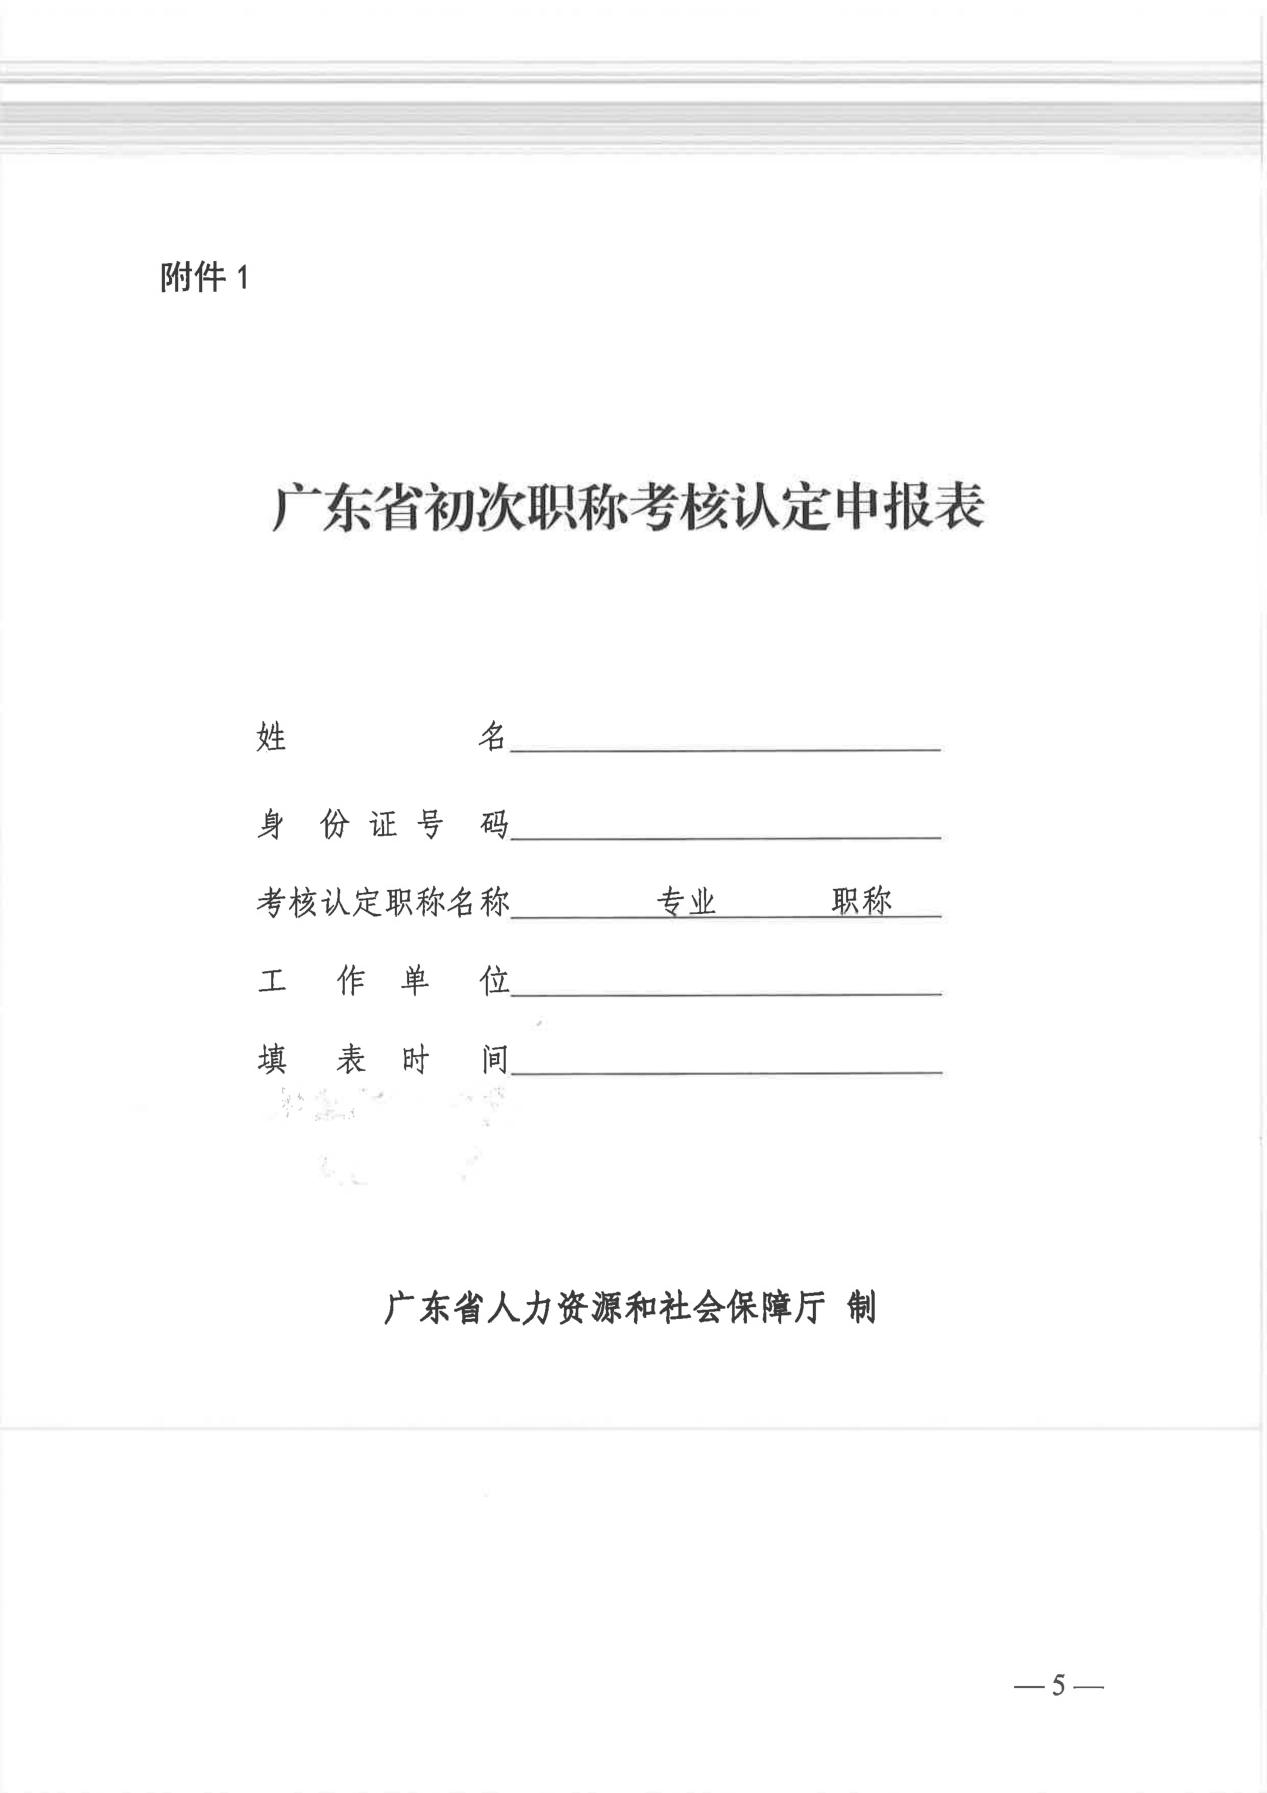 附件 1
广东省初次职称考核认定申报表
姓 名
身 份 证 号 码
考核认定职称名称 专业 职称
工 作 单 位
填 表 时 间
广东省人力资源和社会保障厅 制
— 5 —